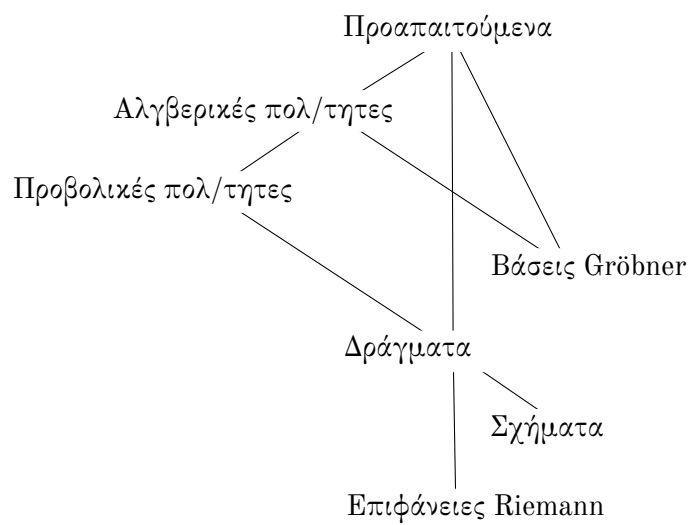 Προαπαιτούμενα
Αλγβερικές πολ/τητες
Προβολικές πολ/τητες
Βάσεις Gröbner
Δράγματα
Σχήματα
Επιφάνειες Riemann